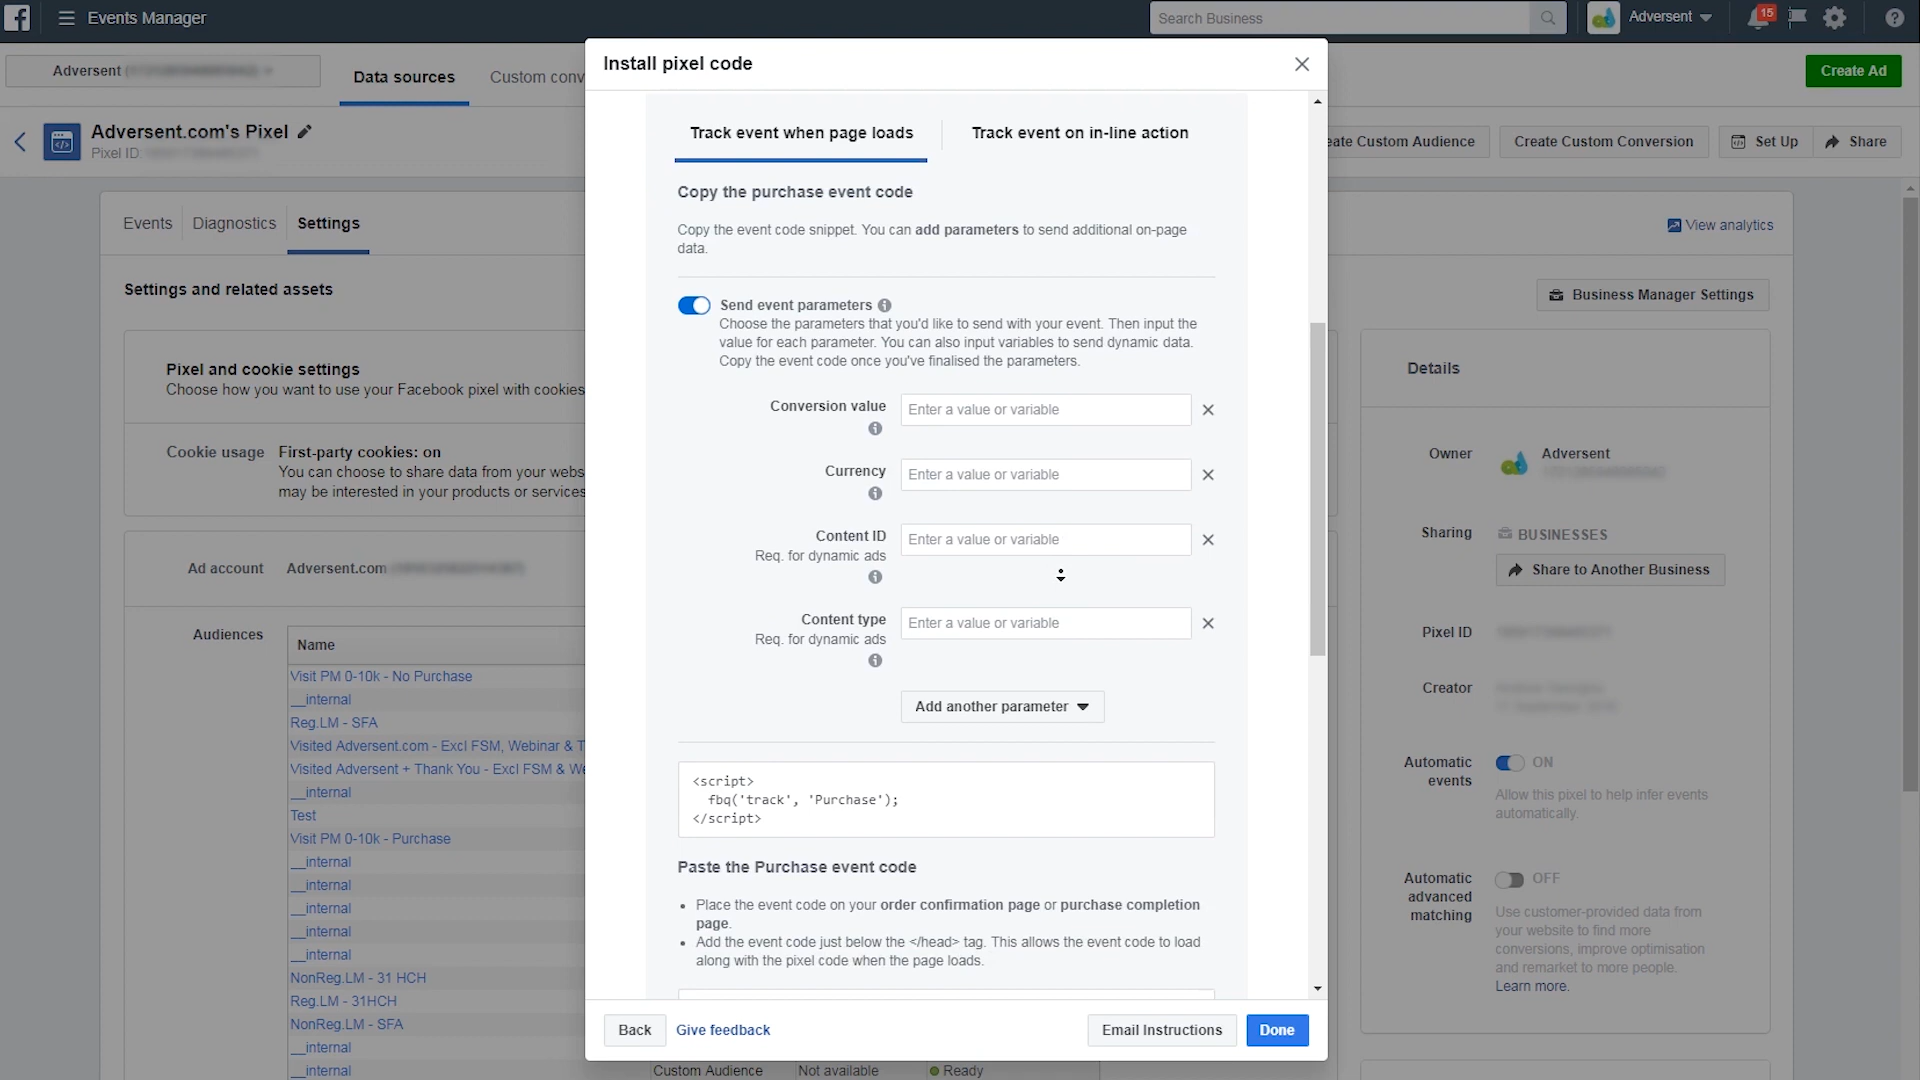 Events Manager
Search Business
Adversent
15
Adversent
Data sources
Custom conv
Create Ad
Adversent.com's Pixel
Pixel ID:
eate Custom Audience
Create Custom Conversion
Set Up
Share
Events
Diagnostics
Settings
View analytics
Settings and related assets
Business Manager Settings
Pixel and cookie settings
Choose how you want to use your Facebook pixel with cookies
Cookie usage
First-party cookies: on
You can choose to share data from your webs
may be interested in your products or services
Ad account
Adversent.com
Audiences
Name
Visit PM 0-10k - No Purchase
__internal
Reg.LM - SFA
Visited Adversent.com - Excl FSM, Webinar & T
Visited Adversent + Thank You - Excl FSM & We
__internal
Test
Visit PM 0-10k - Purchase
__internal
__internal
__internal
__internal
__internal
NonReg.LM - 31 HCH
Reg.LM - 31HCH
NonReg.LM - SFA
__internal
__internal
Custom Audience
Not available
Ready
Install pixel code
Track event when page loads
Track event on in-line action
Copy the purchase event code
Copy the event code snippet. You can add parameters to send additional on-page
data.
Send event parameters
Choose the parameters that you'd like to send with your event. Then input the
value for each parameter. You can also input variables to send dynamic data.
Copy the event code once you've finalised the parameters.
Conversion value
Enter a value or variable
Currency
Enter a value or variable
Content ID
Req. for dynamic ads
Enter a value or variable
Content type
Req. for dynamic ads
Enter a value or variable
Add another parameter
<script>
fbq('track', 'Purchase');
</script>
Paste the Purchase event code
• Place the event code on your order confirmation page or purchase completion
page.
• Add the event code just below the </head> tag. This allows the event code to load
along with the pixel code when the page loads.
Back
Give feedback
Email Instructions
Done
Details
Owner
Adversent
Sharing
BUSINESSES
Share to Another Business
Pixel ID
Creator
Automatic
events
ON
Allow this pixel to help infer events
automatically.
Automatic
advanced
matching
OFF
Use customer-provided data from
your website to find more
conversions, improve optimisation
and remarket to more people.
Learn more.